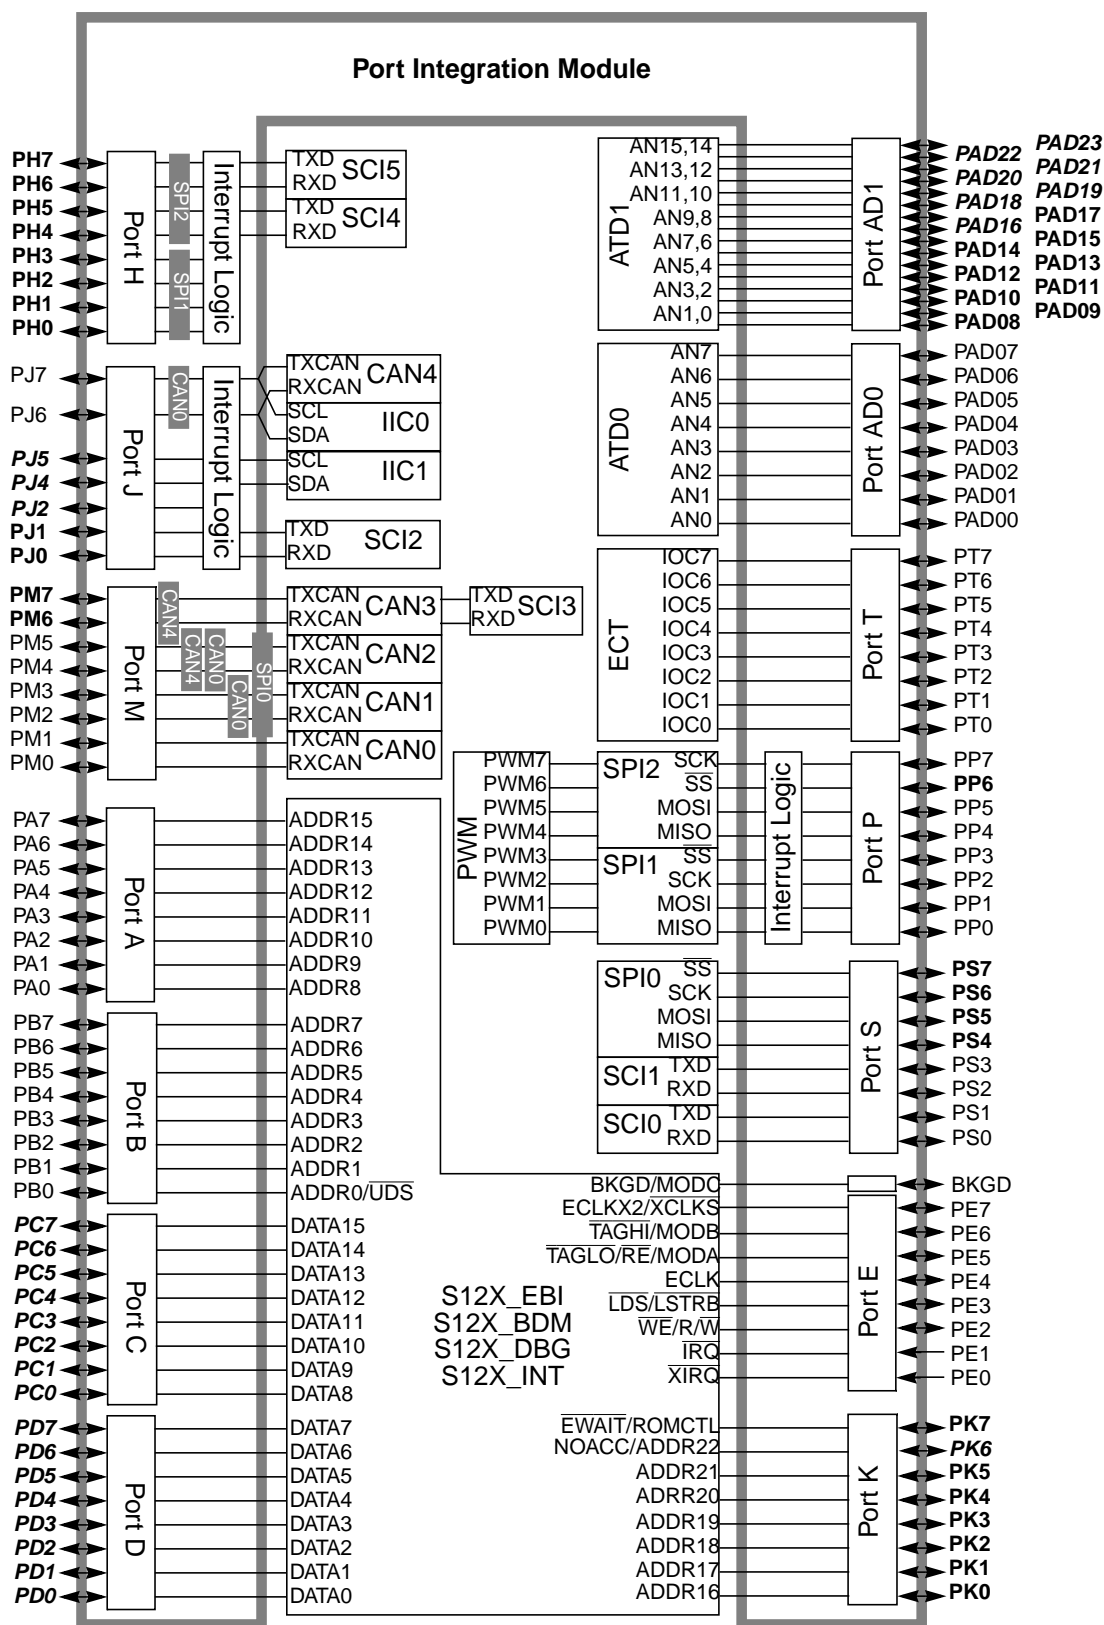 Port Integration Module
PH7
PH6
PH5
PH4
PH3
PH2
PH1
PH0
Port H
SPI2
SPI1
Interrupt Logic
TXD
RXD
SCI5
TXD
RXD
SCI4
PJ7
PJ6
PJ5
PJ4
PJ2
PJ1
PJ0
Port J
CAN0
Interrupt Logic
TXCAN
RXCAN
CAN4
SCL
SDA
IIC0
SCL
SDA
IIC1
TXD
RXD
SCI2
PM7
PM6
PM5
PM4
PM3
PM2
PM1
PM0
Port M
CAN4
CAN4
CAN0
CAN0
SPI0
TXCAN
RXCAN
CAN3
TXD
RXD
SCI3
TXCAN
RXCAN
CAN2
TXCAN
RXCAN
CAN1
TXCAN
RXCAN
CAN0
PA7
PA6
PA5
PA4
PA3
PA2
PA1
PA0
Port A
ADDR15
ADDR14
ADDR13
ADDR12
ADDR11
ADDR10
ADDR9
ADDR8
PB7
PB6
PB5
PB4
PB3
PB2
PB1
PB0
Port B
ADDR7
ADDR6
ADDR5
ADDR4
ADDR3
ADDR2
ADDR1
ADDR0/UDS
PC7
PC6
PC5
PC4
PC3
PC2
PC1
PC0
Port C
DATA15
DATA14
DATA13
DATA12
DATA11
DATA10
DATA9
DATA8
PD7
PD6
PD5
PD4
PD3
PD2
PD1
PD0
Port D
DATA7
DATA6
DATA5
DATA4
DATA3
DATA2
DATA1
DATA0
S12X_EBI
S12X_BDM
S12X_DBG
S12X_INT
ATD1
AN15,14
AN13,12
AN11,10
AN9,8
AN7,6
AN5,4
AN3,2
AN1,0
Port AD1
PAD23
PAD22
PAD21
PAD20
PAD19
PAD18
PAD17
PAD16
PAD15
PAD14
PAD13
PAD12
PAD11
PAD10
PAD09
PAD08
ATD0
AN7
AN6
AN5
AN4
AN3
AN2
AN1
AN0
Port AD0
PAD07
PAD06
PAD05
PAD04
PAD03
PAD02
PAD01
PAD00
ECT
IOC7
IOC6
IOC5
IOC4
IOC3
IOC2
IOC1
IOC0
Port T
PT7
PT6
PT5
PT4
PT3
PT2
PT1
PT0
PWM
PWM7
PWM6
PWM5
PWM4
PWM3
PWM2
PWM1
PWM0
SPI2
SCK
SS
MOSI
MISO
SPI1
SS
SCK
MOSI
MISO
Interrupt Logic
Port P
PP7
PP6
PP5
PP4
PP3
PP2
PP1
PP0
SPI0
SS
SCK
MOSI
MISO
SCI1
TXD
RXD
SCI0
TXD
RXD
Port S
PS7
PS6
PS5
PS4
PS3
PS2
PS1
PS0
BKGD/MODC
BKGD
ECLKX2/XCLKS
TAGHI/MODB
TAGLO/RE/MODA
ECLK
LDS/LSTRB
WE/R/W
IRQ
XIRQ
Port E
PE7
PE6
PE5
PE4
PE3
PE2
PE1
PE0
EWAIT/ROMCTL
NOACC/ADDR22
ADDR21
ADRR20
ADDR19
ADDR18
ADDR17
ADDR16
Port K
PK7
PK6
PK5
PK4
PK3
PK2
PK1
PK0